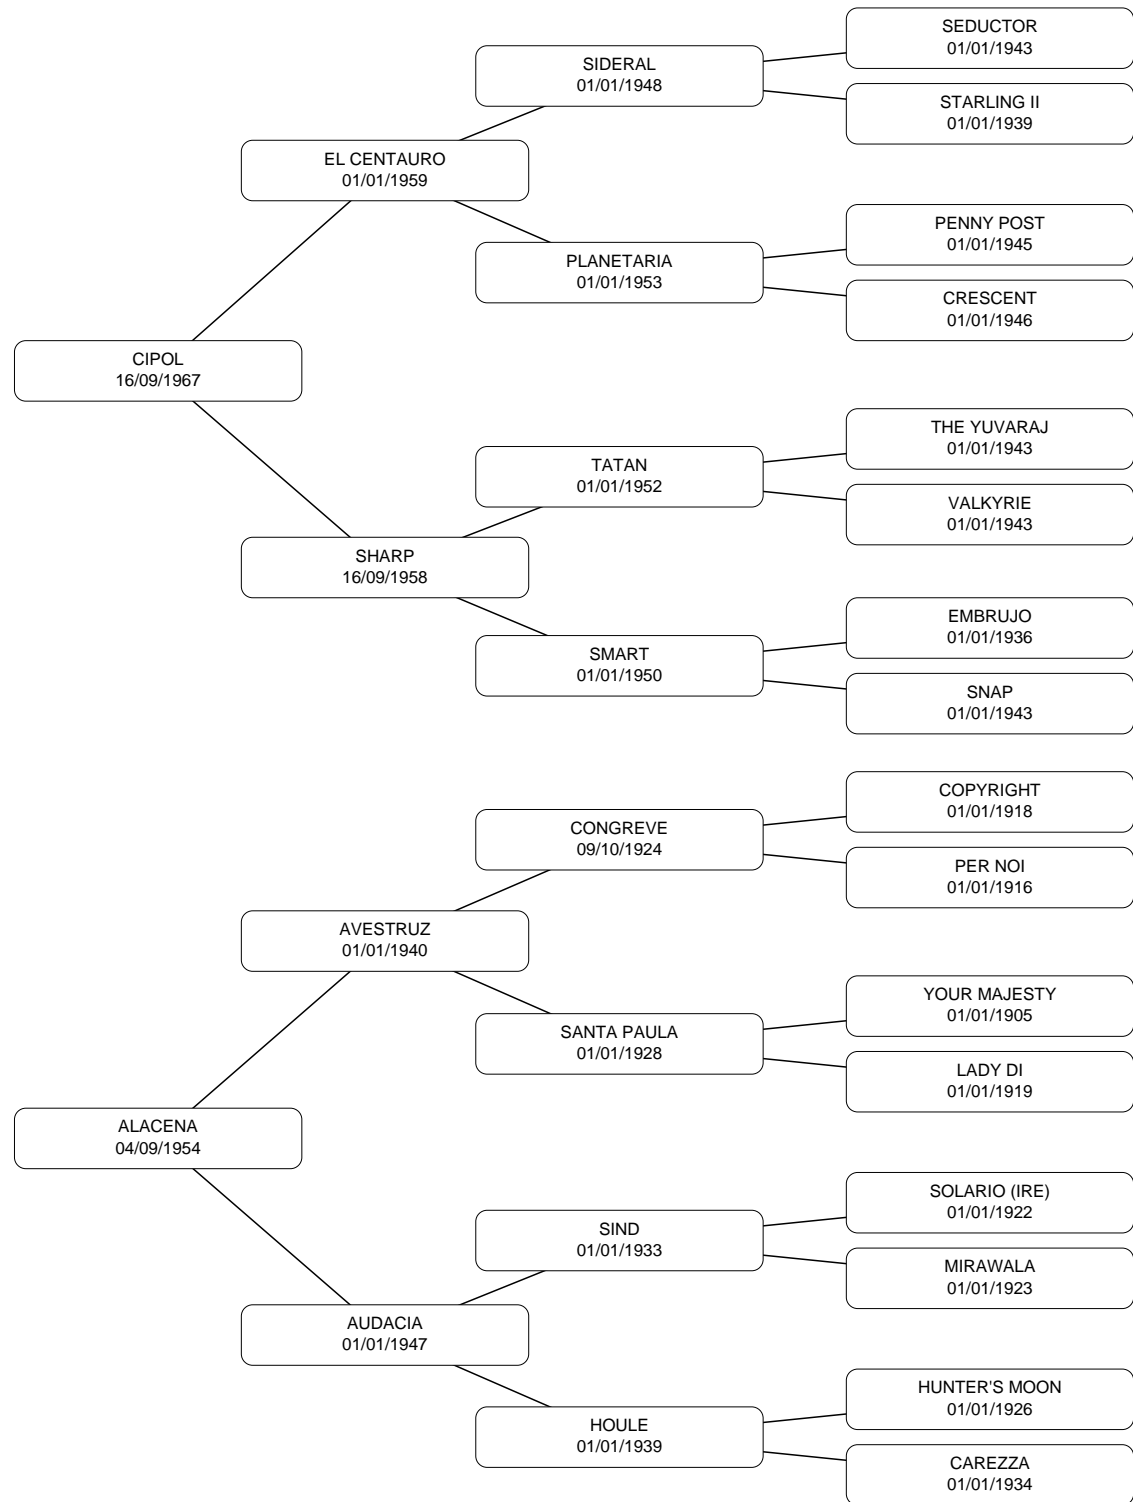 SEDUCTOR
01/01/1943
SIDERAL
01/01/1948
STARLING II
01/01/1939
EL CENTAURO
01/01/1959
PENNY POST
01/01/1945
PLANETARIA
01/01/1953
CRESCENT
01/01/1946
CIPOL
16/09/1967
THE YUVARAJ
01/01/1943
TATAN
01/01/1952
VALKYRIE
01/01/1943
SHARP
16/09/1958
EMBRUJO
01/01/1936
SMART
01/01/1950
SNAP
01/01/1943
COPYRIGHT
01/01/1918
CONGREVE
09/10/1924
PER NOI
01/01/1916
AVESTRUZ
01/01/1940
YOUR MAJESTY
01/01/1905
SANTA PAULA
01/01/1928
LADY DI
01/01/1919
ALACENA
04/09/1954
SOLARIO (IRE)
01/01/1922
SIND
01/01/1933
MIRAWALA
01/01/1923
AUDACIA
01/01/1947
HUNTER'S MOON
01/01/1926
HOULE
01/01/1939
CAREZZA
01/01/1934